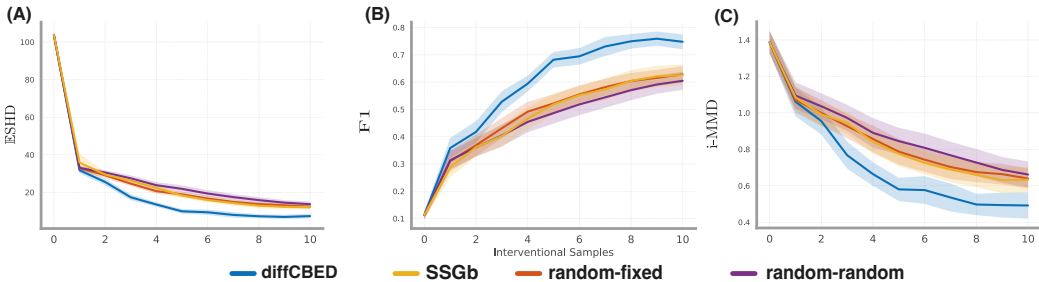 (A)
(B)
(C)
ESHD
100
80
60
40
20
0 2 4 6 8 10
F1
0.8
0.7
0.6
0.5
0.4
0.3
0.2
0.1
0 2 4 6 8 10
Interventional Samples
i-MMD
1.4
1.2
1.0
0.8
0.6
0.4
0 2 4 6 8 10
diffCBED SSGb random-fixed random-random